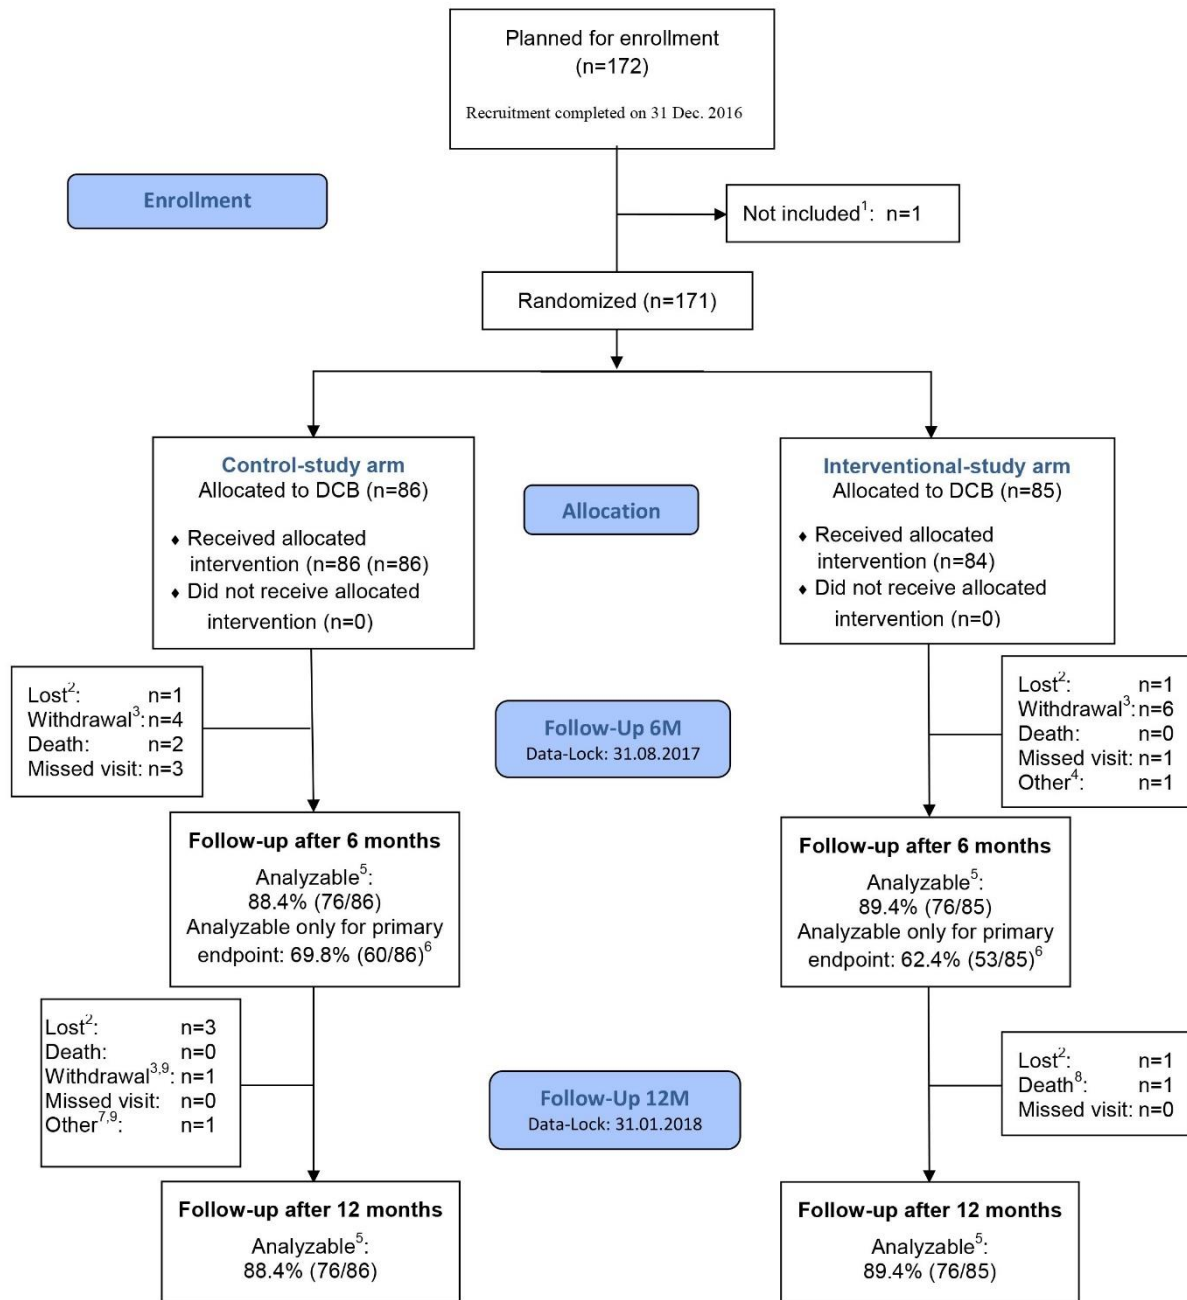 Planned for enrollment
(n=172)
Recruitment completed on 31 Dec. 2016
Enrollment
Not included1: n=1
Randomized (n=171)
Control-study arm
Allocated to DCB (n=86)
♦ Received allocated
intervention (n=86 (n=86)
♦ Did not receive allocated
intervention (n=0)
Allocation
Interventional-study arm
Allocated to DCB (n=85)
♦ Received allocated
intervention (n=84)
♦ Did not receive allocated
intervention (n=0)
Lost2: n=1
Withdrawal3: n=4
Death: n=2
Missed visit: n=3
Follow-Up 6M
Data-Lock: 31.08.2017
Lost2: n=1
Withdrawal3: n=6
Death: n=0
Missed visit: n=1
Other4: n=1
Follow-up after 6 months
Analyzable5:
88.4% (76/86)
Analyzable only for primary
endpoint: 69.8% (60/86)6
Follow-up after 6 months
Analyzable5:
89.4% (76/85)
Analyzable only for primary
endpoint: 62.4% (53/85)6
Lost2: n=3
Death: n=0
Withdrawal3,9: n=1
Missed visit: n=0
Other7,9: n=1
Follow-Up 12M
Data-Lock: 31.01.2018
Lost2: n=1
Death8: n=1
Missed visit: n=0
Follow-up after 12 months
Analyzable5:
88.4% (76/86)
Follow-up after 12 months
Analyzable5:
89.4% (76/85)